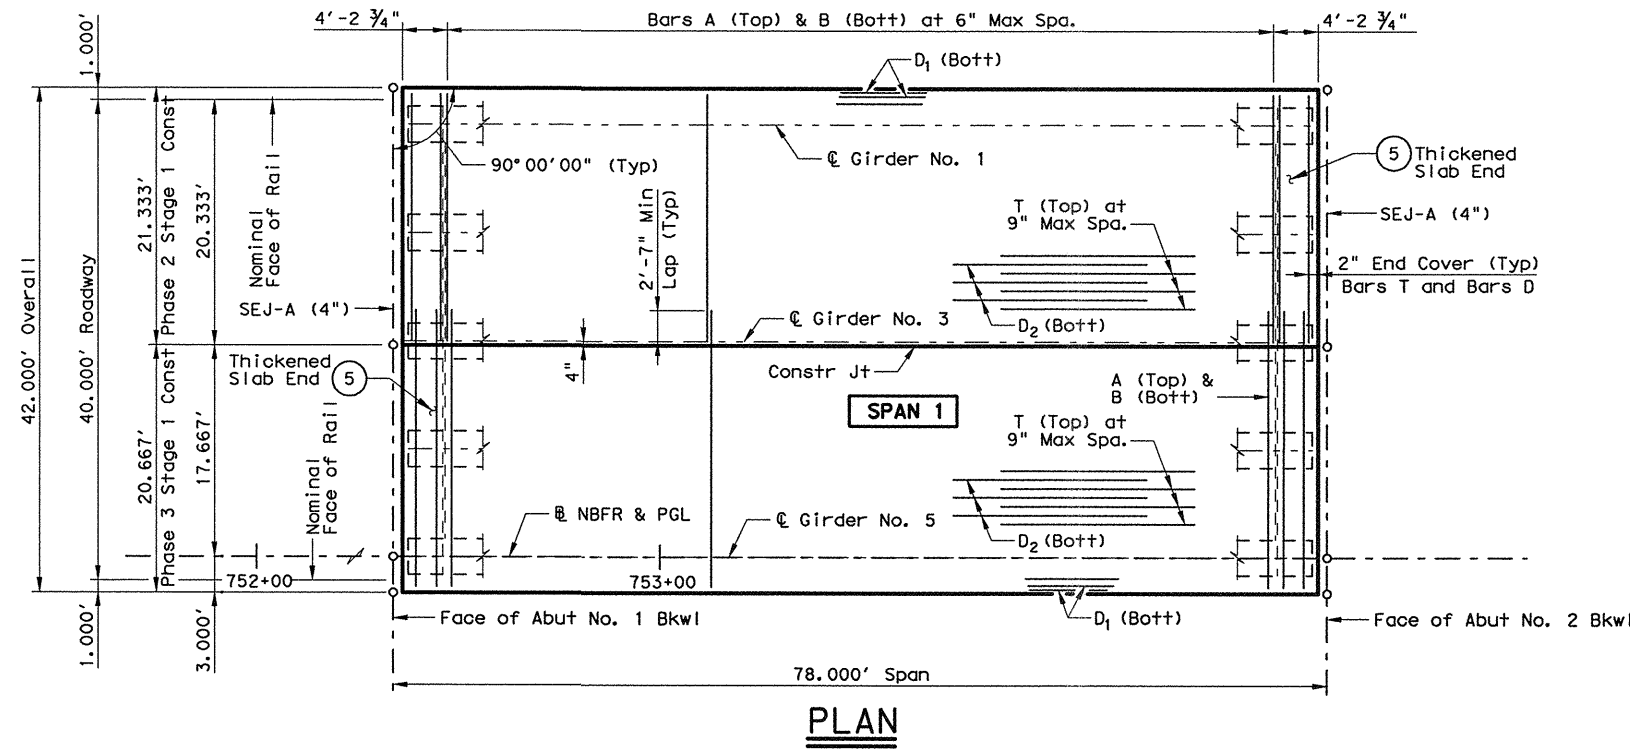 4'-2 ¾"
Bars A (Top) & B (Bott) at 6" Max Spa.
4'-2 ¾"
1.000'
D1 (Bott)
42.000' Overall
40.000' Roadway
21.333'
Phase 2 Stage 1 Const
20.333'
Nominal
Face of Rail
90°00'00" (Typ)
℄ Girder No. 1
5
Thickened
Slab End
2'-7" Min
Lap (Typ)
T (Top) at
9" Max Spa.
SEJ-A (4")
2" End Cover (Typ)
Bars T and Bars D
SEJ-A (4")
℄ Girder No. 3
D2 (Bott)
Thickened
Slab End
5
4"
Constr Jt
A (Top) &
B (Bott)
SPAN 1
20.667'
Phase 3 Stage 1 Const
17.667'
Nominal
Face of Rail
T (Top) at
9" Max Spa.
BL NBFR & PGL
℄ Girder No. 5
D2 (Bott)
752+00
753+00
1.000'
3.000'
Face of Abut No. 1 Bkwl
D1 (Bott)
Face of Abut No. 2 Bkwl
78.000' Span
PLAN